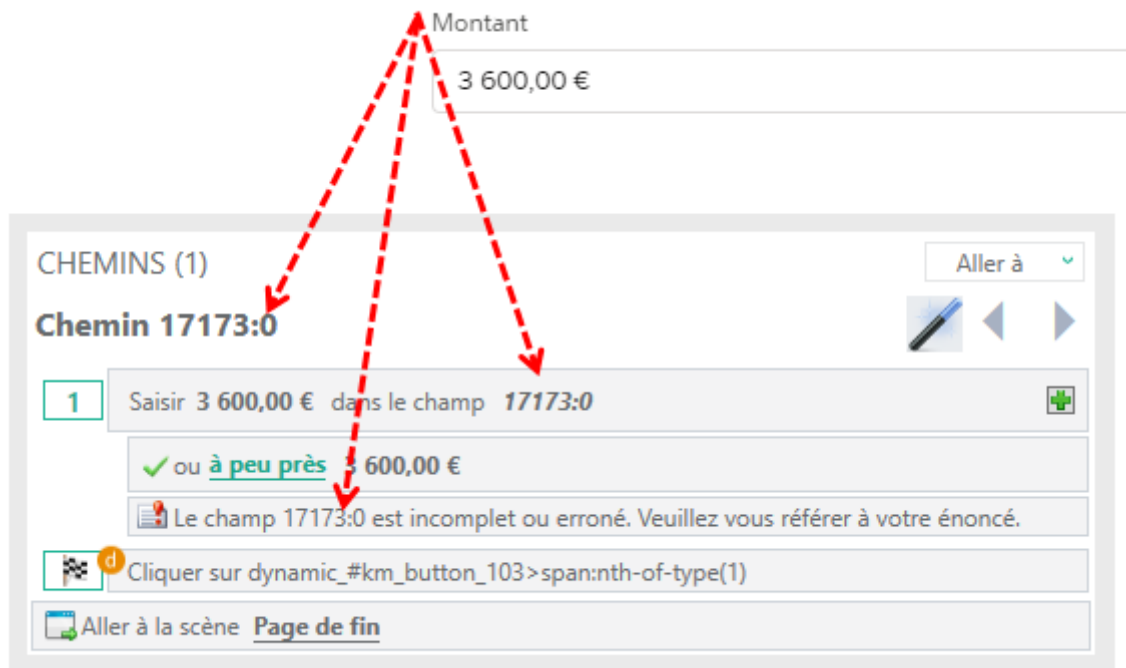 Montant
3 600,00 €
CHEMINS (1)
Aller à
Chemin 17173:0
1 Saisir 3 600,00 € dans le champ 17173:0
ou à peu près 3 600,00 €
Le champ 17173:0 est incomplet ou erroné. Veuillez vous référer à votre énoncé.
d Cliquer sur dynamic_#km_button_103>span:nth-of-type(1)
Aller à la scène Page de fin